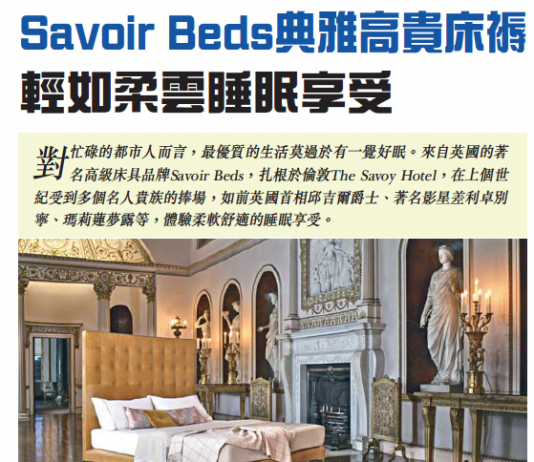 Savoir Beds典雅高貴床褥
輕如柔雲睡眠享受
對忙碌的都市人而言，最優質的生活莫過於有一覺好眠。來自英國的著
名高級床具品牌Savoir Beds，扎根於倫敦The Savoy Hotel，在上個世
紀受到多個名人貴族的捧場，如前英國首相邱吉爾爵士、著名影星差利卓別
寧、瑪莉蓮夢露等，體驗柔軟舒適的睡眠享受。